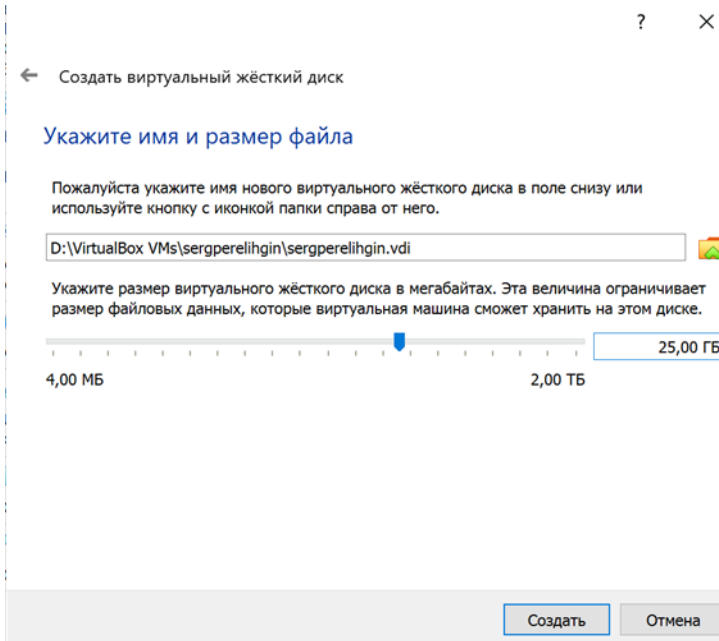 ?
Создать виртуальный жёсткий диск
Укажите имя и размер файла
Пожалуйста укажите имя нового виртуального жёсткого диска в поле снизу или
используйте кнопку с иконкой папки справа от него.
D:\VirtualBox VMs\sergperelihgin\sergperelihgin.vdi
Укажите размер виртуального жёсткого диска в мегабайтах. Эта величина ограничивает
размер файловых данных, которые виртуальная машина сможет хранить на этом диске.
25,00 ГБ
4,00 МБ 2,00 ТБ
Создать Отмена